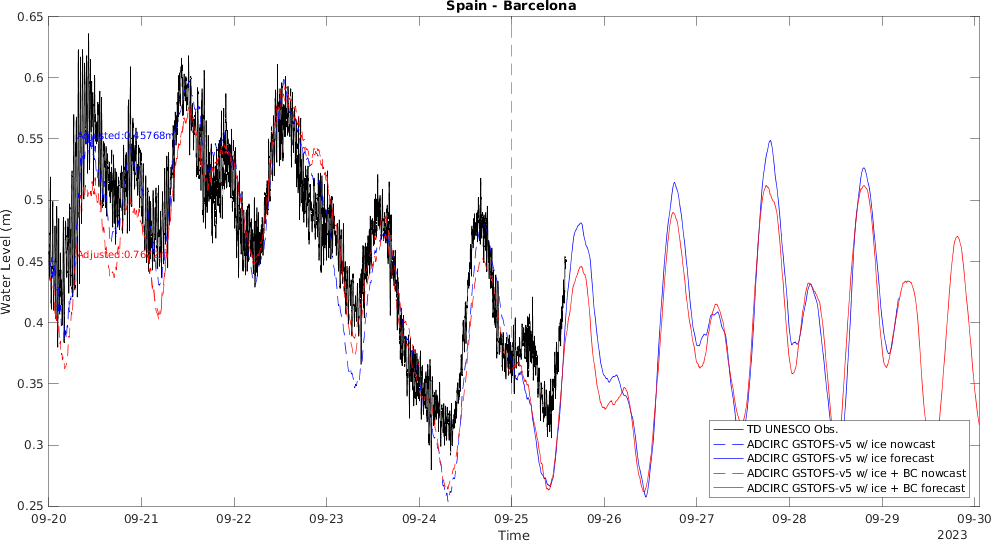 Spain - Barcelona
0.65
0.6
0.55
0.5
0.45
0.4
0.35
0.3
0.25
Water Level (m)
Adjusted:0.45768m
TD UNESCO Obs.
ADCIRC GSTOFS-v5 w/ ice nowcast
ADCIRC GSTOFS-v5 w/ ice forecast
ADCIRC GSTOFS-v5 w/ ice + BC nowcast
ADCIRC GSTOFS-v5 w/ ice + BC forecast
09-20 09-21 09-22 09-23 09-24 09-25 09-26 09-27 09-28 09-29 09-30
Time
2023